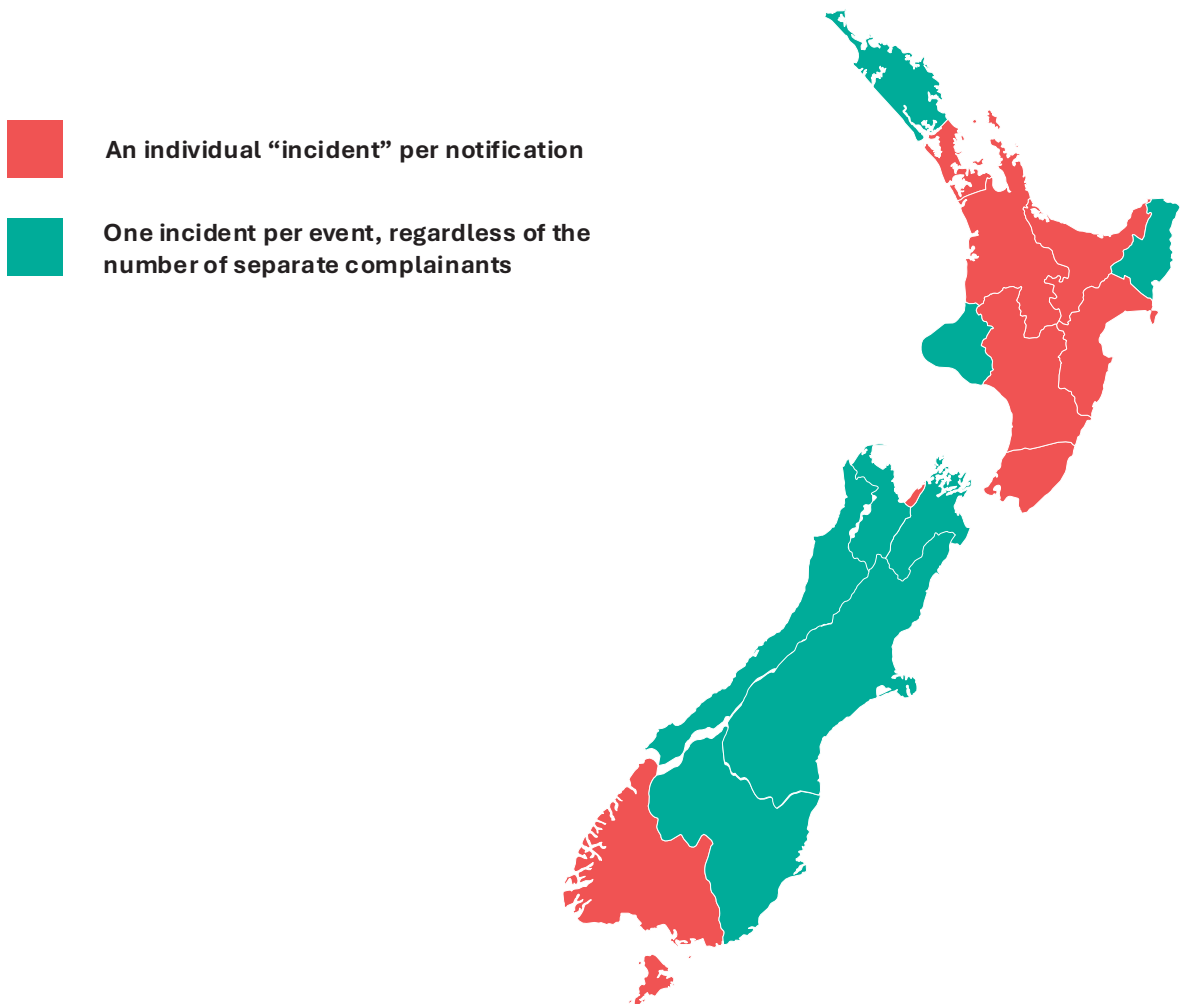 An individual “incident” per notification
One incident per event, regardless of the
number of separate complainants